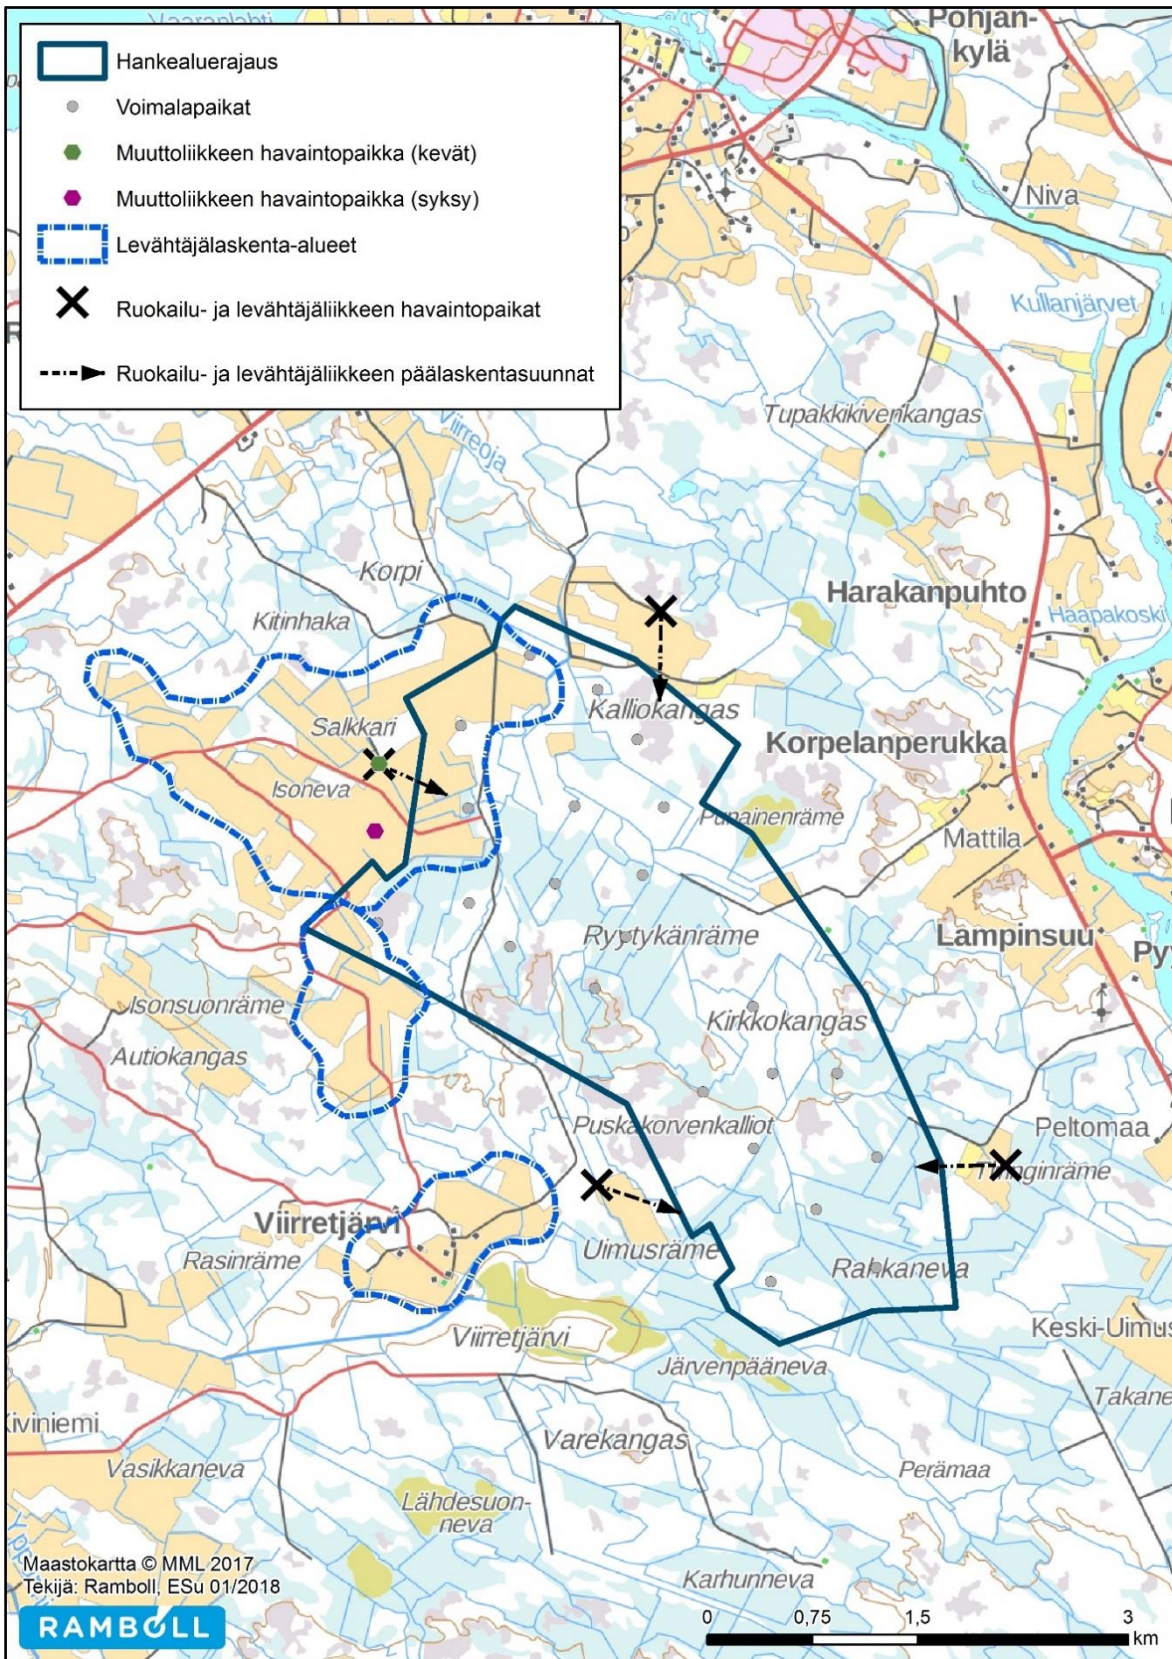 Vaaranlahti
Pohjan-
kylä
Hankealuerajaus
Voimalapaikat
Muuttoliikkeen havaintopaikka (kevät)
Muuttoliikkeen havaintopaikka (syksy)
Levähtäjälaskenta-alueet
Ruokailu- ja levähtäjäliikkeen havaintopaikat
Ruokailu- ja levähtäjäliikkeen päälaskentasuunnat
Niva
Kullanjärvet
Tupakkikivenkangas
Viirreoja
Korpi
Kitinhaka
Harakanpuhto
Haapakoski
Salkkari
Kalliokangas
Korpelanperukka
Isoneva
Punainenräme
Mattila
Ryytykänräme
Lampinsuu
Isonsuonräme
Kirkkokangas
Autiokangas
Puskakorvenkalliot
Peltomaa
Viirretjärvi
Uimusräme
Rasinräme
Rahkaneva
Viirretjärvi
Järvenpääneva
Keski-Uimus
Takane
Kiviniemi
Varekangas
Vasikkaneva
Perämaa
Lähdesuon-
neva
Karhunneva
Maastokartta © MML 2017
Tekijä: Ramboll, ESu 01/2018
RAMBOLL
0 0,75 1,5 3
km